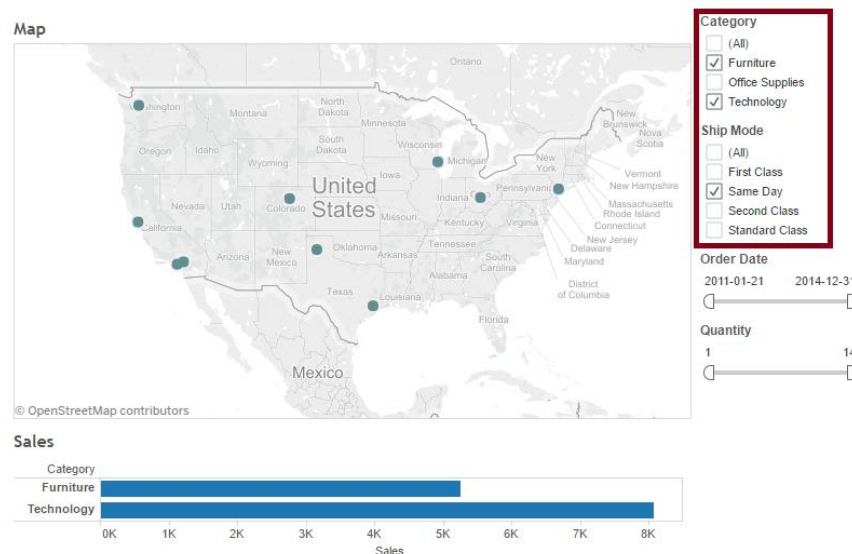 Map
Category
(All)
Furniture
Office Supplies
Technology
Ship Mode
(All)
First Class
Same Day
Second Class
Standard Class
Order Date
2011-01-21 2014-12-31
Quantity
1 14
Ontario
North
Dakota
Montana
Minnesota
New
Brunswick
Nova
Scotia
South
Dakota
Oregon
Idaho
Wisconsin
Michigan
Wyoming
New
York
Vermont
New Hampshire
Iowa
United
States
Nevada
Utah
Colorado
Indiana
Pennsylvania
Massachusetts
Rhode Island
Connecticut
Missouri
Kentucky
Virginia
California
New Jersey
Delaware
Maryland
Arizona
New
Mexico
Oklahoma
Arkansas
Tennessee
South
Carolina
Alabama
District
of Columbia
Texas
Louisiana
Florida
Mexico
© OpenStreetMap contributors
Sales
Category
Furniture
Technology
0K 1K 2K 3K 4K 5K 6K 7K 8K
Sales